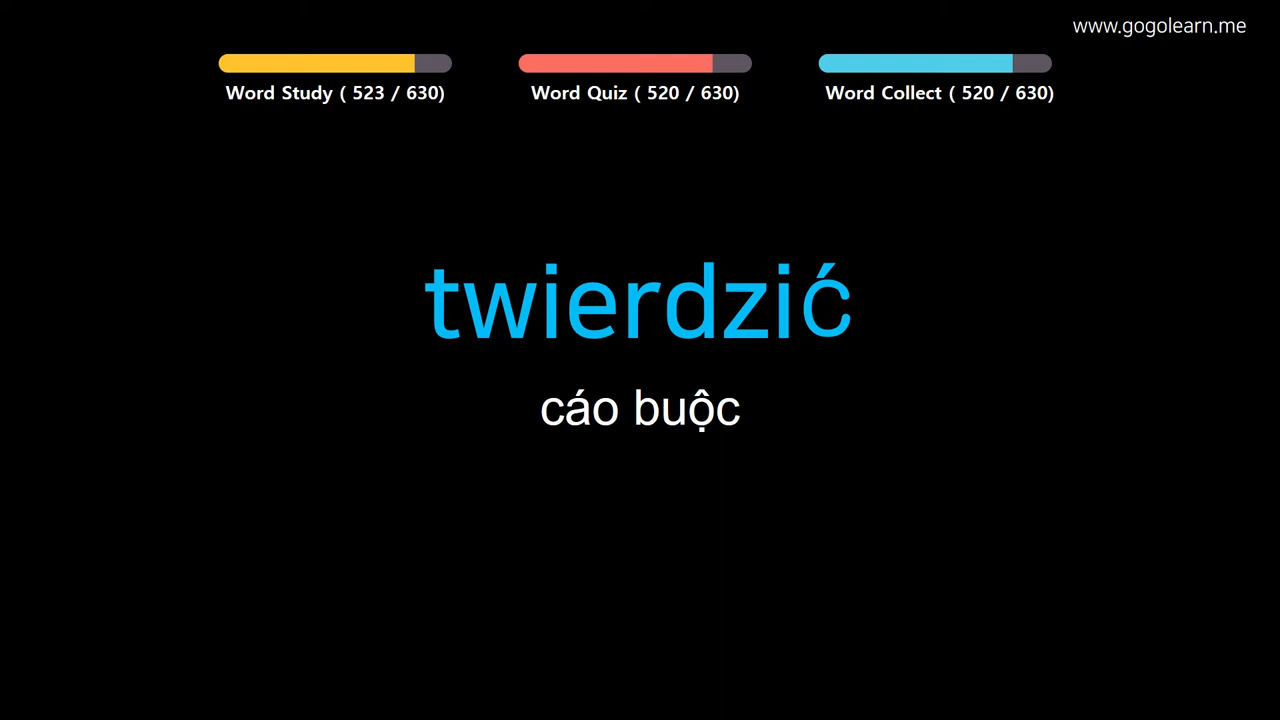 www.gogolearn.me
Word Study ( 523 / 630)
Word Quiz ( 520 / 630)
Word Collect ( 520 / 630)
twierdzić
cáo buộc